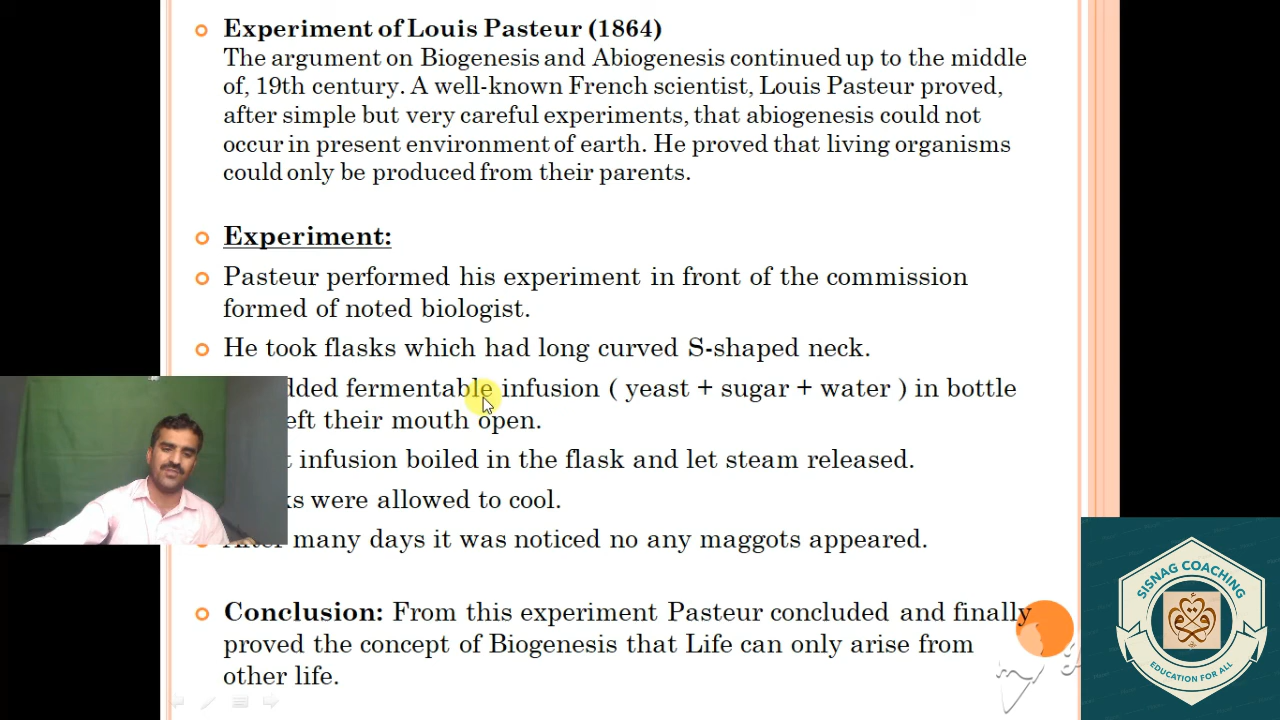 Experiment of Louis Pasteur (1864)
The argument on Biogenesis and Abiogenesis continued up to the middle
of, 19th century. A well-known French scientist, Louis Pasteur proved,
after simple but very careful experiments, that abiogenesis could not
occur in present environment of earth. He proved that living organisms
could only be produced from their parents.
Experiment:
Pasteur performed his experiment in front of the commission
formed of noted biologist.
He took flasks which had long curved S-shaped neck.
fermentable infusion ( yeast + sugar + water ) in bottle
their mouth open.
infusion boiled in the flask and let steam released.
were allowed to cool.
many days it was noticed no any maggots appeared.
Conclusion: From this experiment Pasteur concluded and finally
proved the concept of Biogenesis that Life can only arise from
other life.
SISNAG COACHING
EDUCATION FOR ALL